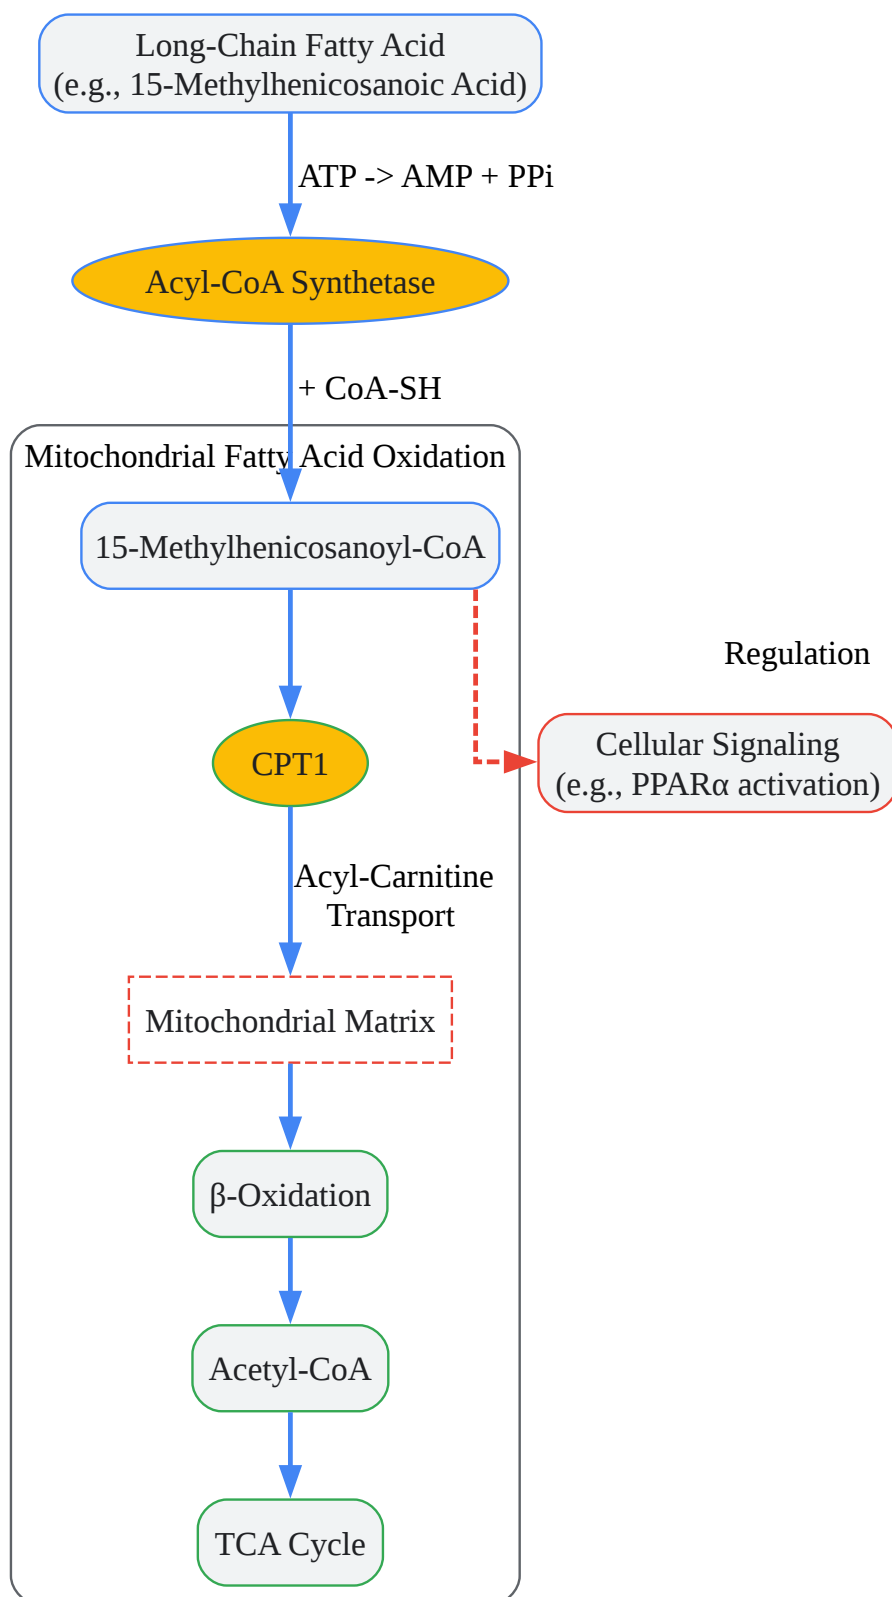 Long-Chain Fatty Acid
(e.g., 15-Methylhenicosanoic Acid)
ATP -> AMP + PPi
Acyl-CoA Synthetase
+ CoA-SH
Mitochondrial Fatty Acid Oxidation
15-Methylhenicosanoyl-CoA
Regulation
Cellular Signaling
(e.g., PPARα activation)
CPT1
Acyl-Carnitine
Transport
Mitochondrial Matrix
β-Oxidation
Acetyl-CoA
TCA Cycle